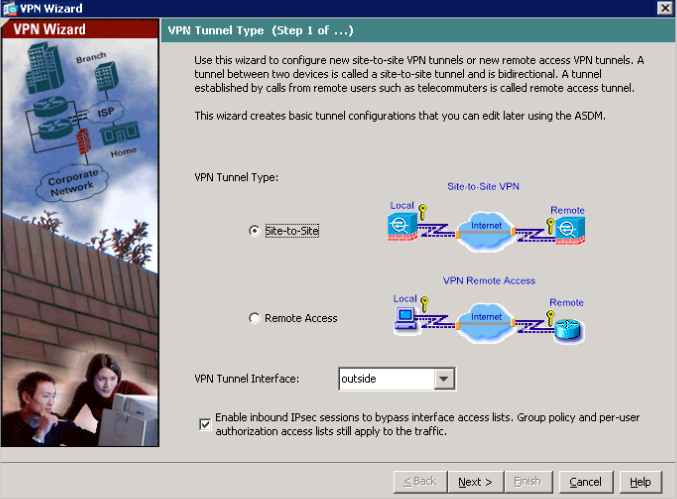 VPN Wizard
VPN Wizard
VPN Tunnel Type (Step 1 of ...)
Branch
ISP
Home
Corporate
Network
Use this wizard to configure new site-to-site VPN tunnels or new remote access VPN tunnels. A
tunnel between two devices is called a site-to-site tunnel and is bidirectional. A tunnel
established by calls from remote users such as telecommuters is called remote access tunnel.
This wizard creates basic tunnel configurations that you can edit later using the ASDM.
VPN Tunnel Type:
Site-to-Site VPN
Local
Remote
Internet
Site-to-Site
VPN Remote Access
Local
Remote
Internet
Remote Access
VPN Tunnel Interface:
outside
Enable inbound IPsec sessions to bypass interface access lists. Group policy and per-user
authorization access lists still apply to the traffic.
< Back
Next >
Finish
Cancel
Help